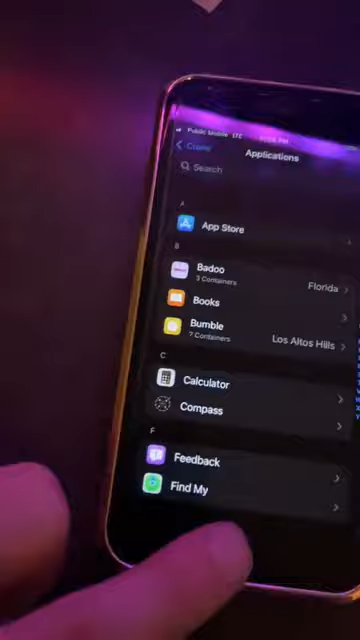 Public Mobile LTE
Crane
Applications
Search
A
App Store
B
Badoo
3 Containers
Florida
Books
Bumble
7 Containers
Los Altos Hills
C
Calculator
Compass
F
Feedback
Find My